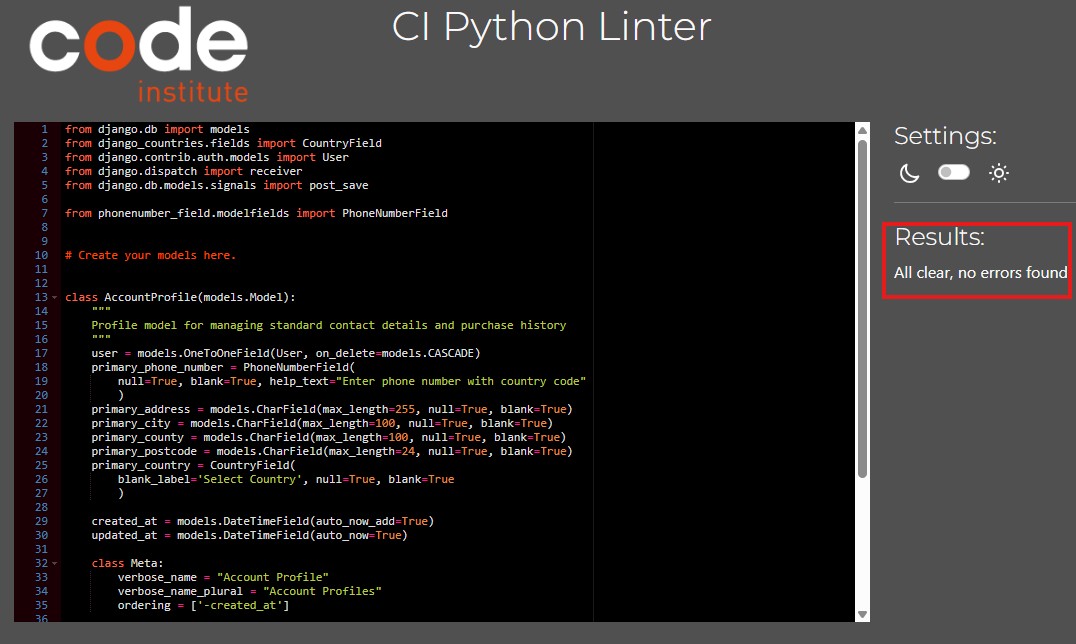 code
institute
CI Python Linter
1 from django.db import models
2 from django_countries.fields import CountryField
3 from django.contrib.auth.models import User
4 from django.dispatch import receiver
5 from django.db.models.signals import post_save
6
7 from phonenumber_field.modelfields import PhoneNumberField
8
9
10 # Create your models here.
11
12
13 class AccountProfile(models.Model):
14     """
15     Profile model for managing standard contact details and purchase history
16     """
17     user = models.OneToOneField(User, on_delete=models.CASCADE)
18     primary_phone_number = PhoneNumberField(
19         null=True, blank=True, help_text="Enter phone number with country code"
20         )
21     primary_address = models.CharField(max_length=255, null=True, blank=True)
22     primary_city = models.CharField(max_length=100, null=True, blank=True)
23     primary_county = models.CharField(max_length=100, null=True, blank=True)
24     primary_postcode = models.CharField(max_length=24, null=True, blank=True)
25     primary_country = CountryField(
26         blank_label='Select Country', null=True, blank=True
27         )
28
29     created_at = models.DateTimeField(auto_now_add=True)
30     updated_at = models.DateTimeField(auto_now=True)
31
32     class Meta:
33         verbose_name = "Account Profile"
34         verbose_name_plural = "Account Profiles"
35         ordering = ['-created_at']
36
Settings:
Results:
All clear, no errors found